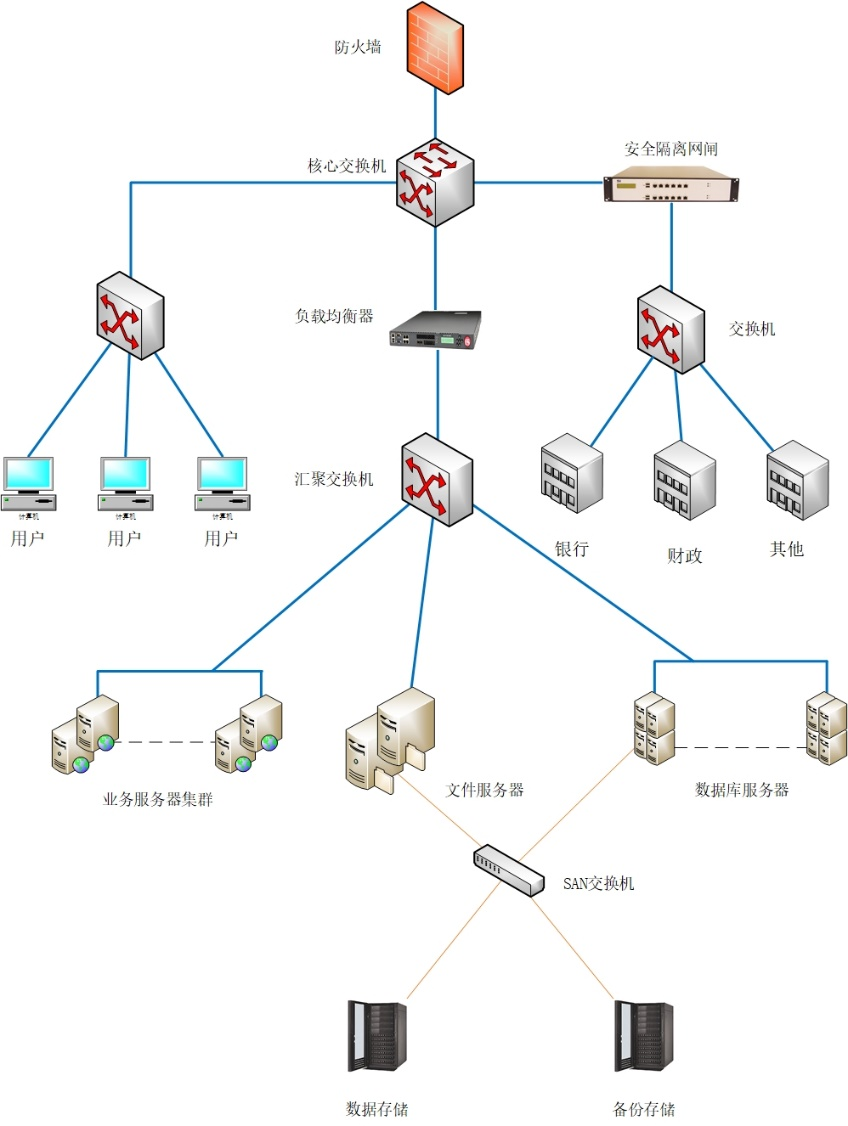 防火墙
核心交换机
安全隔离网闸
负载均衡器
交换机
汇聚交换机
计算机
计算机
计算机
用户
用户
用户
银行
财政
其他
业务服务器集群
文件服务器
数据库服务器
SAN交换机
数据存储
备份存储